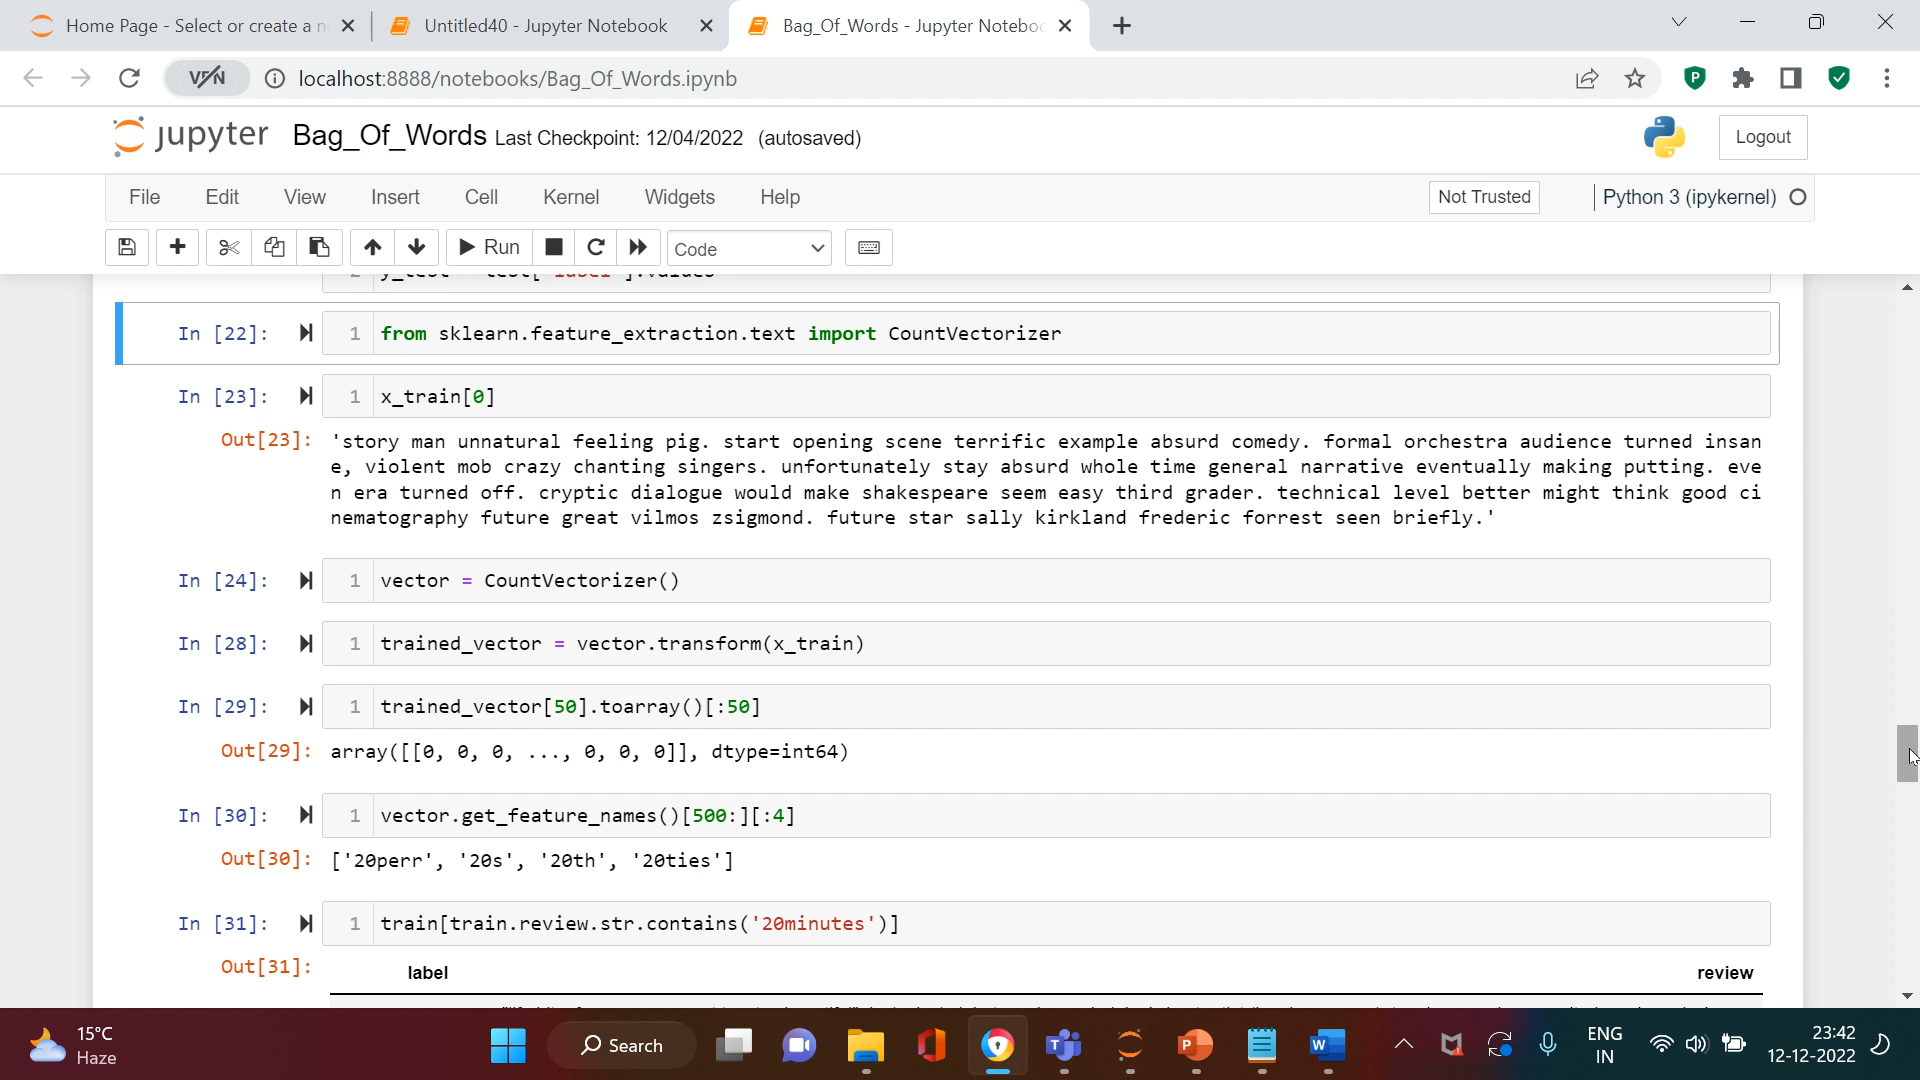 Home Page - Select or create a n
Untitled40 - Jupyter Notebook
Bag_Of_Words - Jupyter Noteboo
VPN
localhost:8888/notebooks/Bag_Of_Words.ipynb
jupyter Bag_Of_Words Last Checkpoint: 12/04/2022 (autosaved)
Logout
File Edit View Insert Cell Kernel Widgets Help
Not Trusted
Python 3 (ipykernel)
Run
Code
In [22]: 1 from sklearn.feature_extraction.text import CountVectorizer
In [23]: 1 x_train[0]
Out[23]: 'story man unnatural feeling pig. start opening scene terrific example absurd comedy. formal orchestra audience turned insan
e, violent mob crazy chanting singers. unfortunately stay absurd whole time general narrative eventually making putting. eve
n era turned off. cryptic dialogue would make shakespeare seem easy third grader. technical level better might think good ci
nematography future great vilmos zsigmond. future star sally kirkland frederic forrest seen briefly.'
In [24]: 1 vector = CountVectorizer()
In [28]: 1 trained_vector = vector.transform(x_train)
In [29]: 1 trained_vector[50].toarray()[:50]
Out[29]: array([[0, 0, 0, ..., 0, 0, 0]], dtype=int64)
In [30]: 1 vector.get_feature_names()[500:][:4]
Out[30]: ['20perr', '20s', '20th', '20ties']
In [31]: 1 train[train.review.str.contains('20minutes')]
Out[31]: label review
15°C
Haze
Search
ENG
IN
23:42
12-12-2022